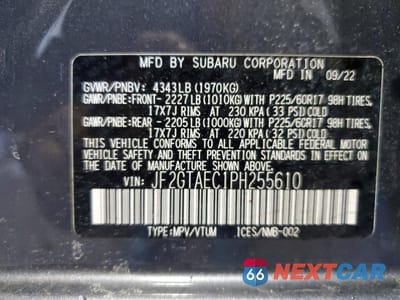 MFD. BY SUBARU CORPORATION
MADE IN 09/22
GVWR/PNBV: 4343LB (1970KG)
GAWR/PNBE: FRONT- 2227LB (1010KG) WITH P225/60R17 98H TIRES.
17X7J RIMS AT 230 KPA (33 PSI) COLD
GAWR/PNBE: REAR - 2205LB (1000KG) WITH P225/60R17 98H TIRES.
17X7J RIMS AT 220 KPA (32 PSI) COLD
THIS VEHICLE CONFORMS TO ALL APPLICABLE FEDERAL MOTOR
VEHICLE SAFETY AND THEFT PREVENTION STANDARDS IN EFFECT ON
THE DATE OF MANUFACTURE SHOWN ABOVE.
VIN: JF2GTAEC1PH255610
TYPE: MPV/VTUM ICES/NMB-002
66 NEXTCAR